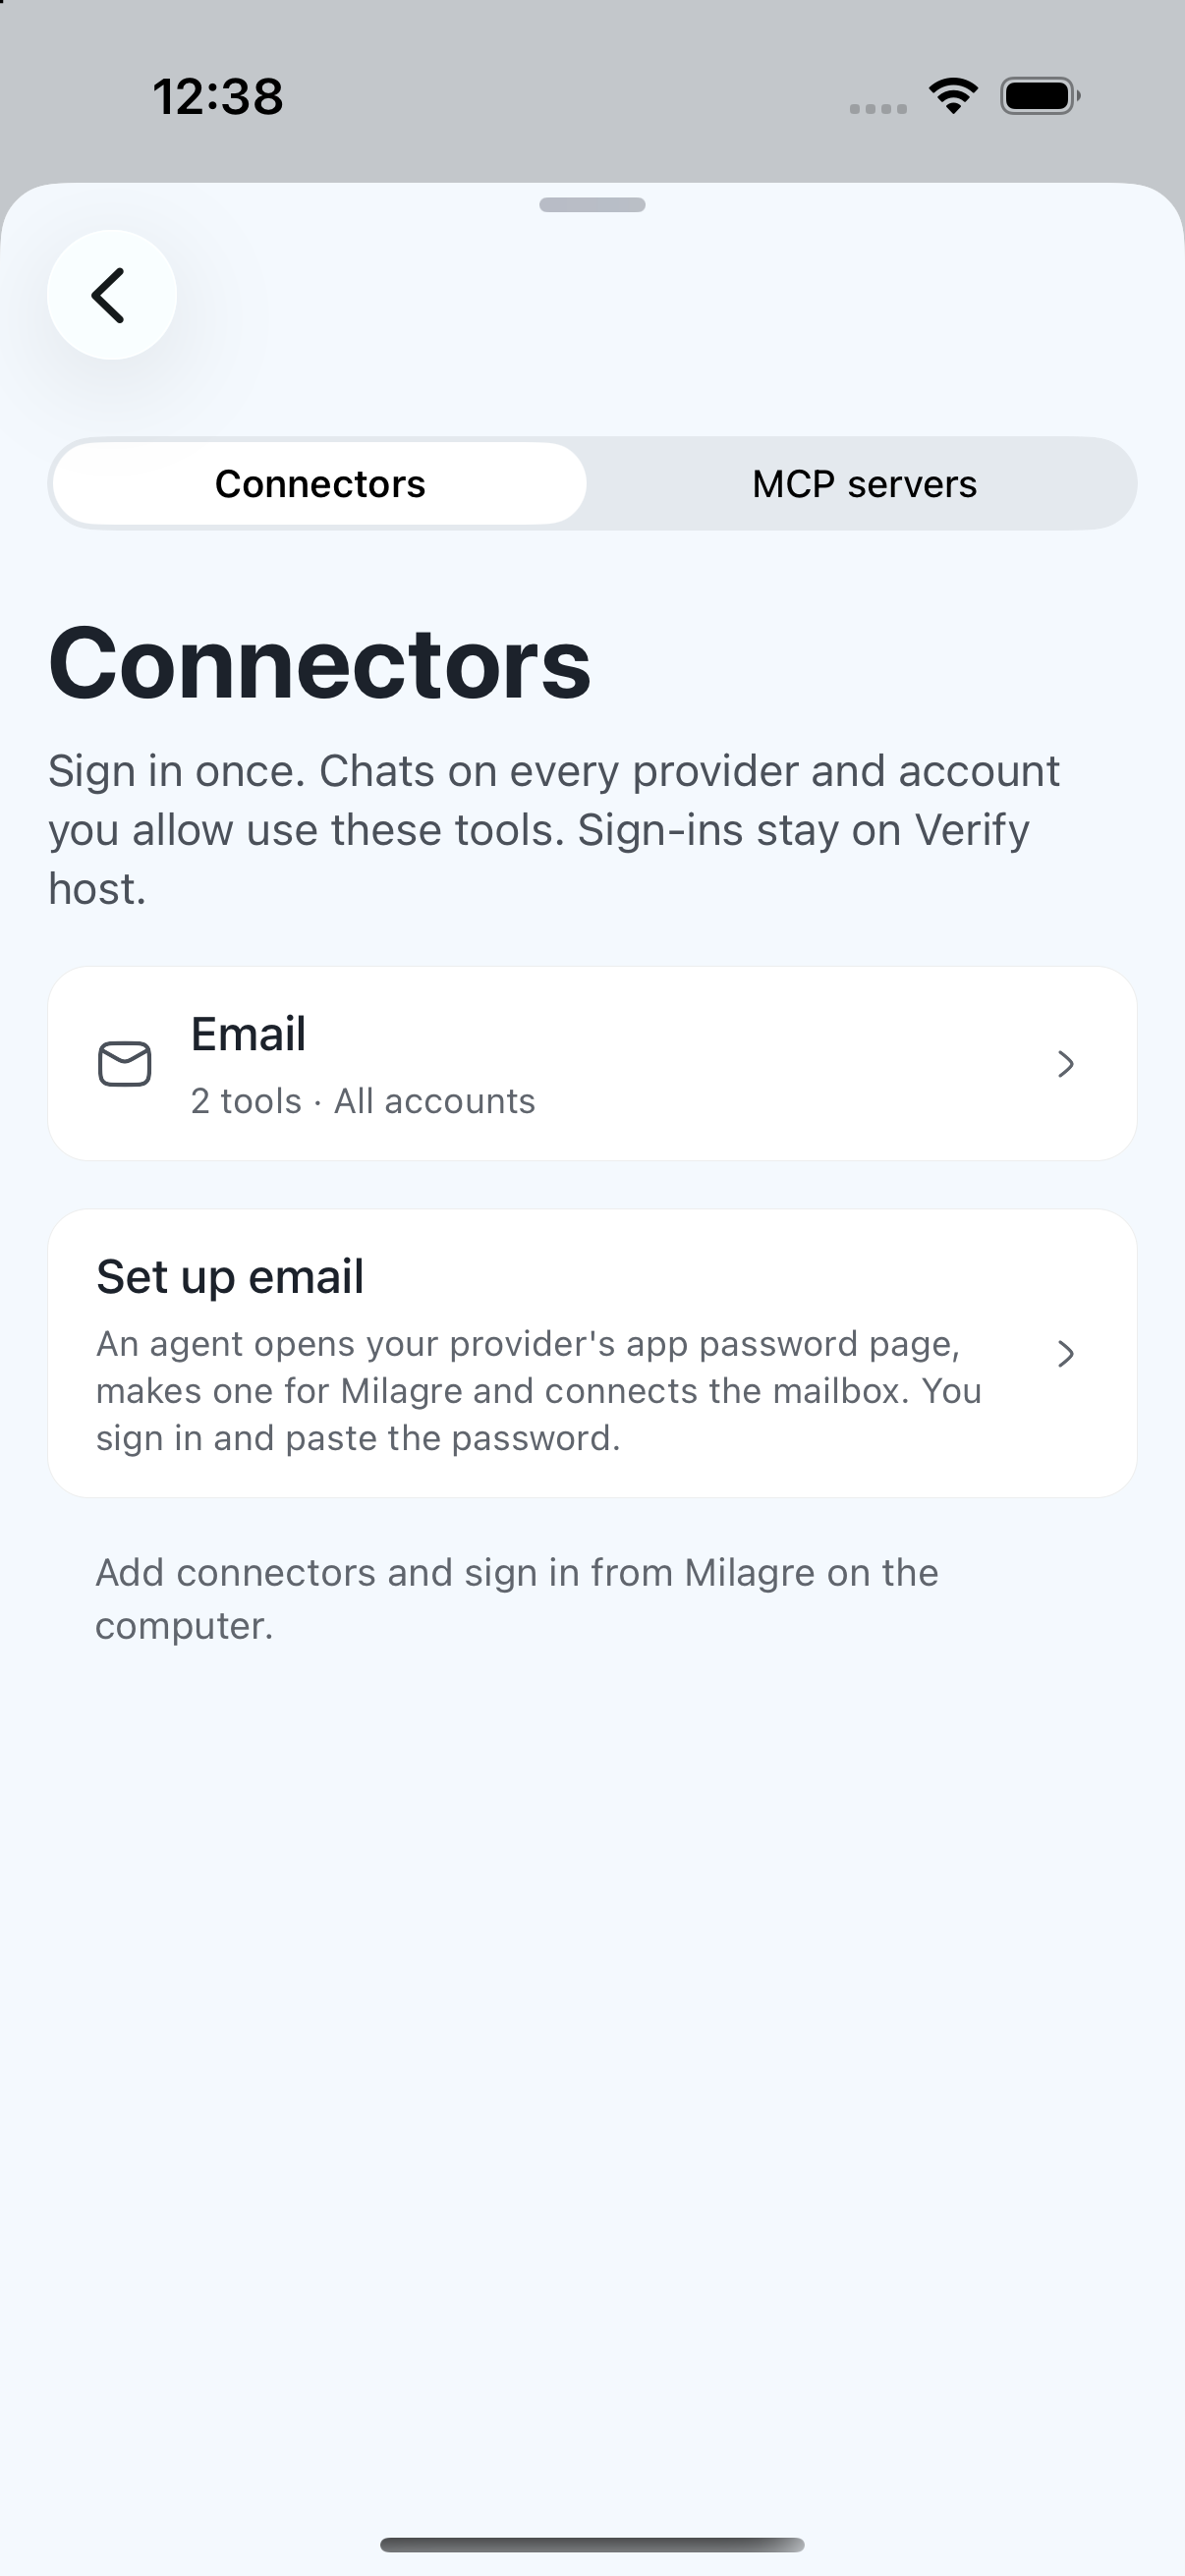 12:38
Connectors
MCP servers
Connectors
Sign in once. Chats on every provider and account
you allow use these tools. Sign-ins stay on Verify
host.
Email
2 tools · All accounts
Set up email
An agent opens your provider's app password page,
makes one for Milagre and connects the mailbox. You
sign in and paste the password.
Add connectors and sign in from Milagre on the
computer.